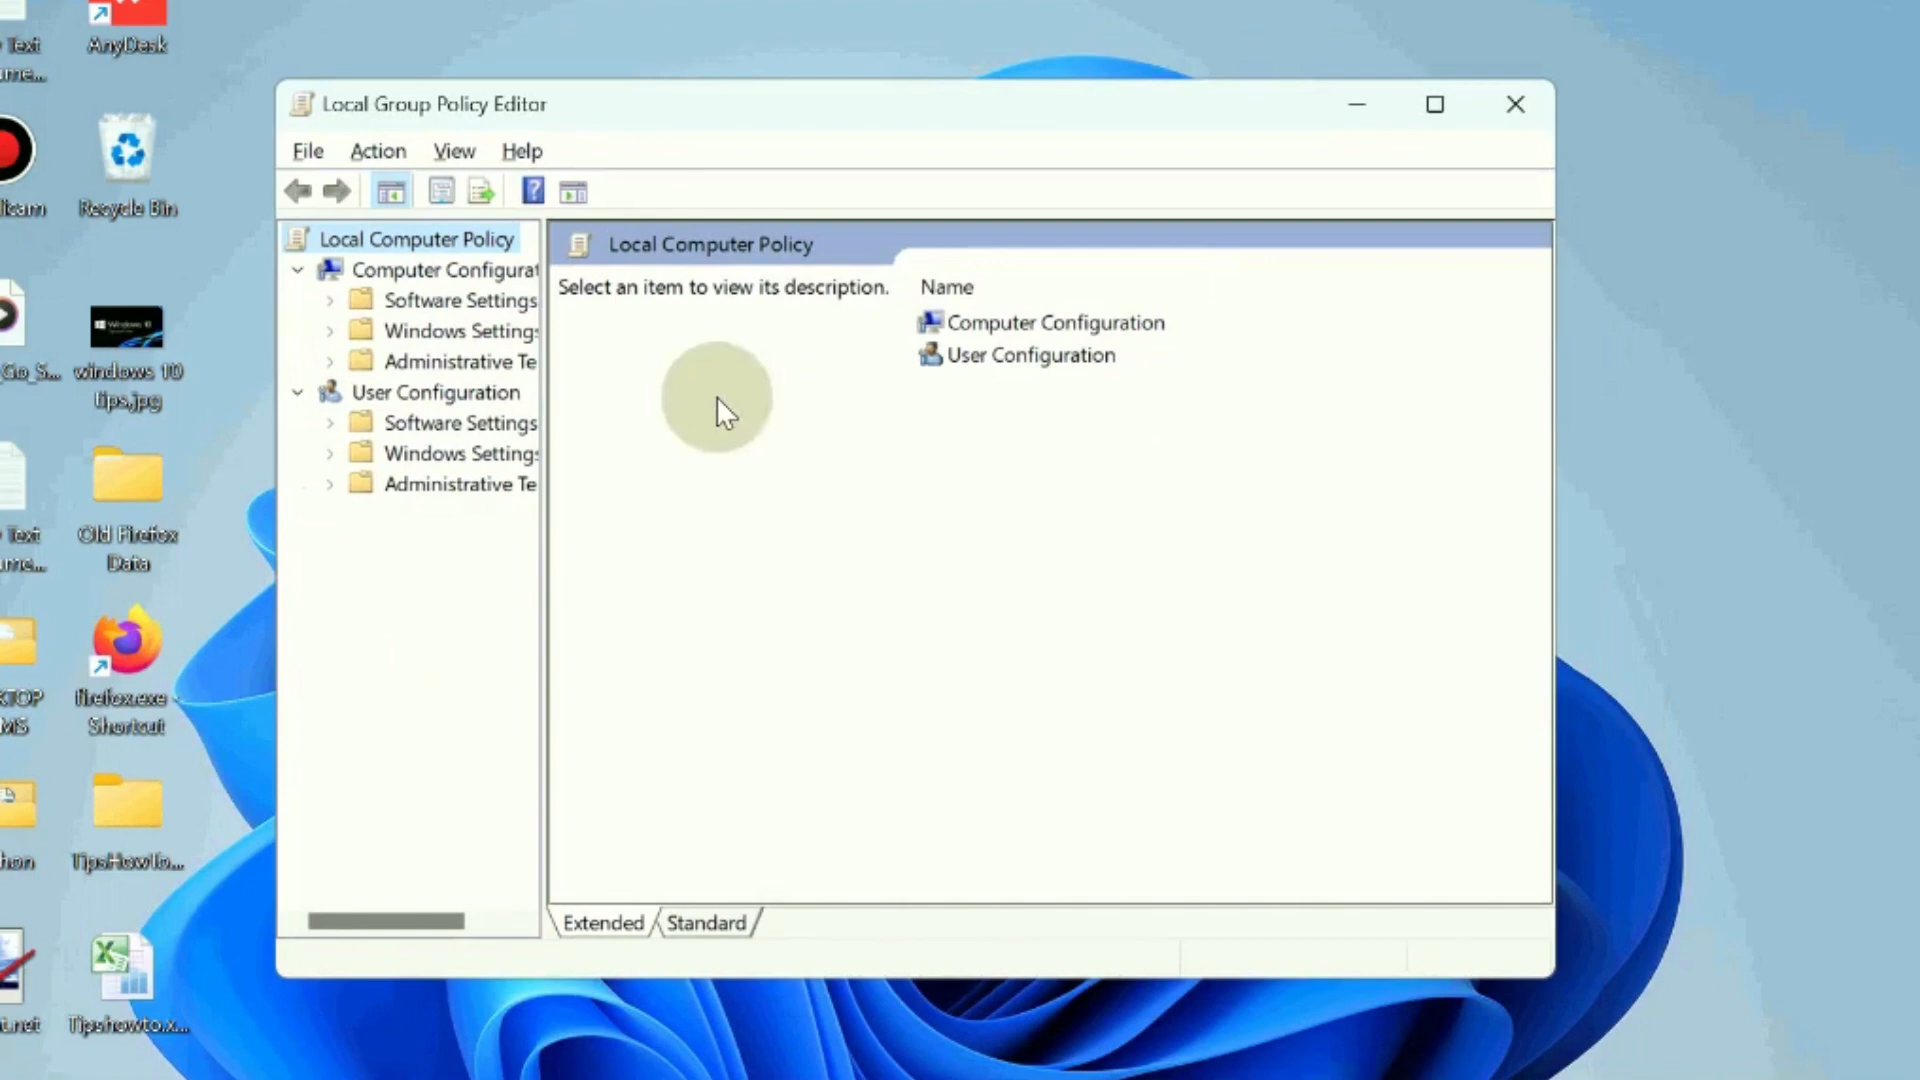 Text
AnyDesk
Recycle Bin
windows 10
tips.jpg
Text
Old Firefox
Data
firefox.exe -
Shortcut
TipsHowTo...
Tipshowto.x...
Local Group Policy Editor
File Action View Help
Local Computer Policy
Computer Configurat
Software Settings
Windows Settings
Administrative Te
User Configuration
Software Settings
Windows Settings
Administrative Te
Local Computer Policy
Select an item to view its description.
Name
Computer Configuration
User Configuration
Extended Standard